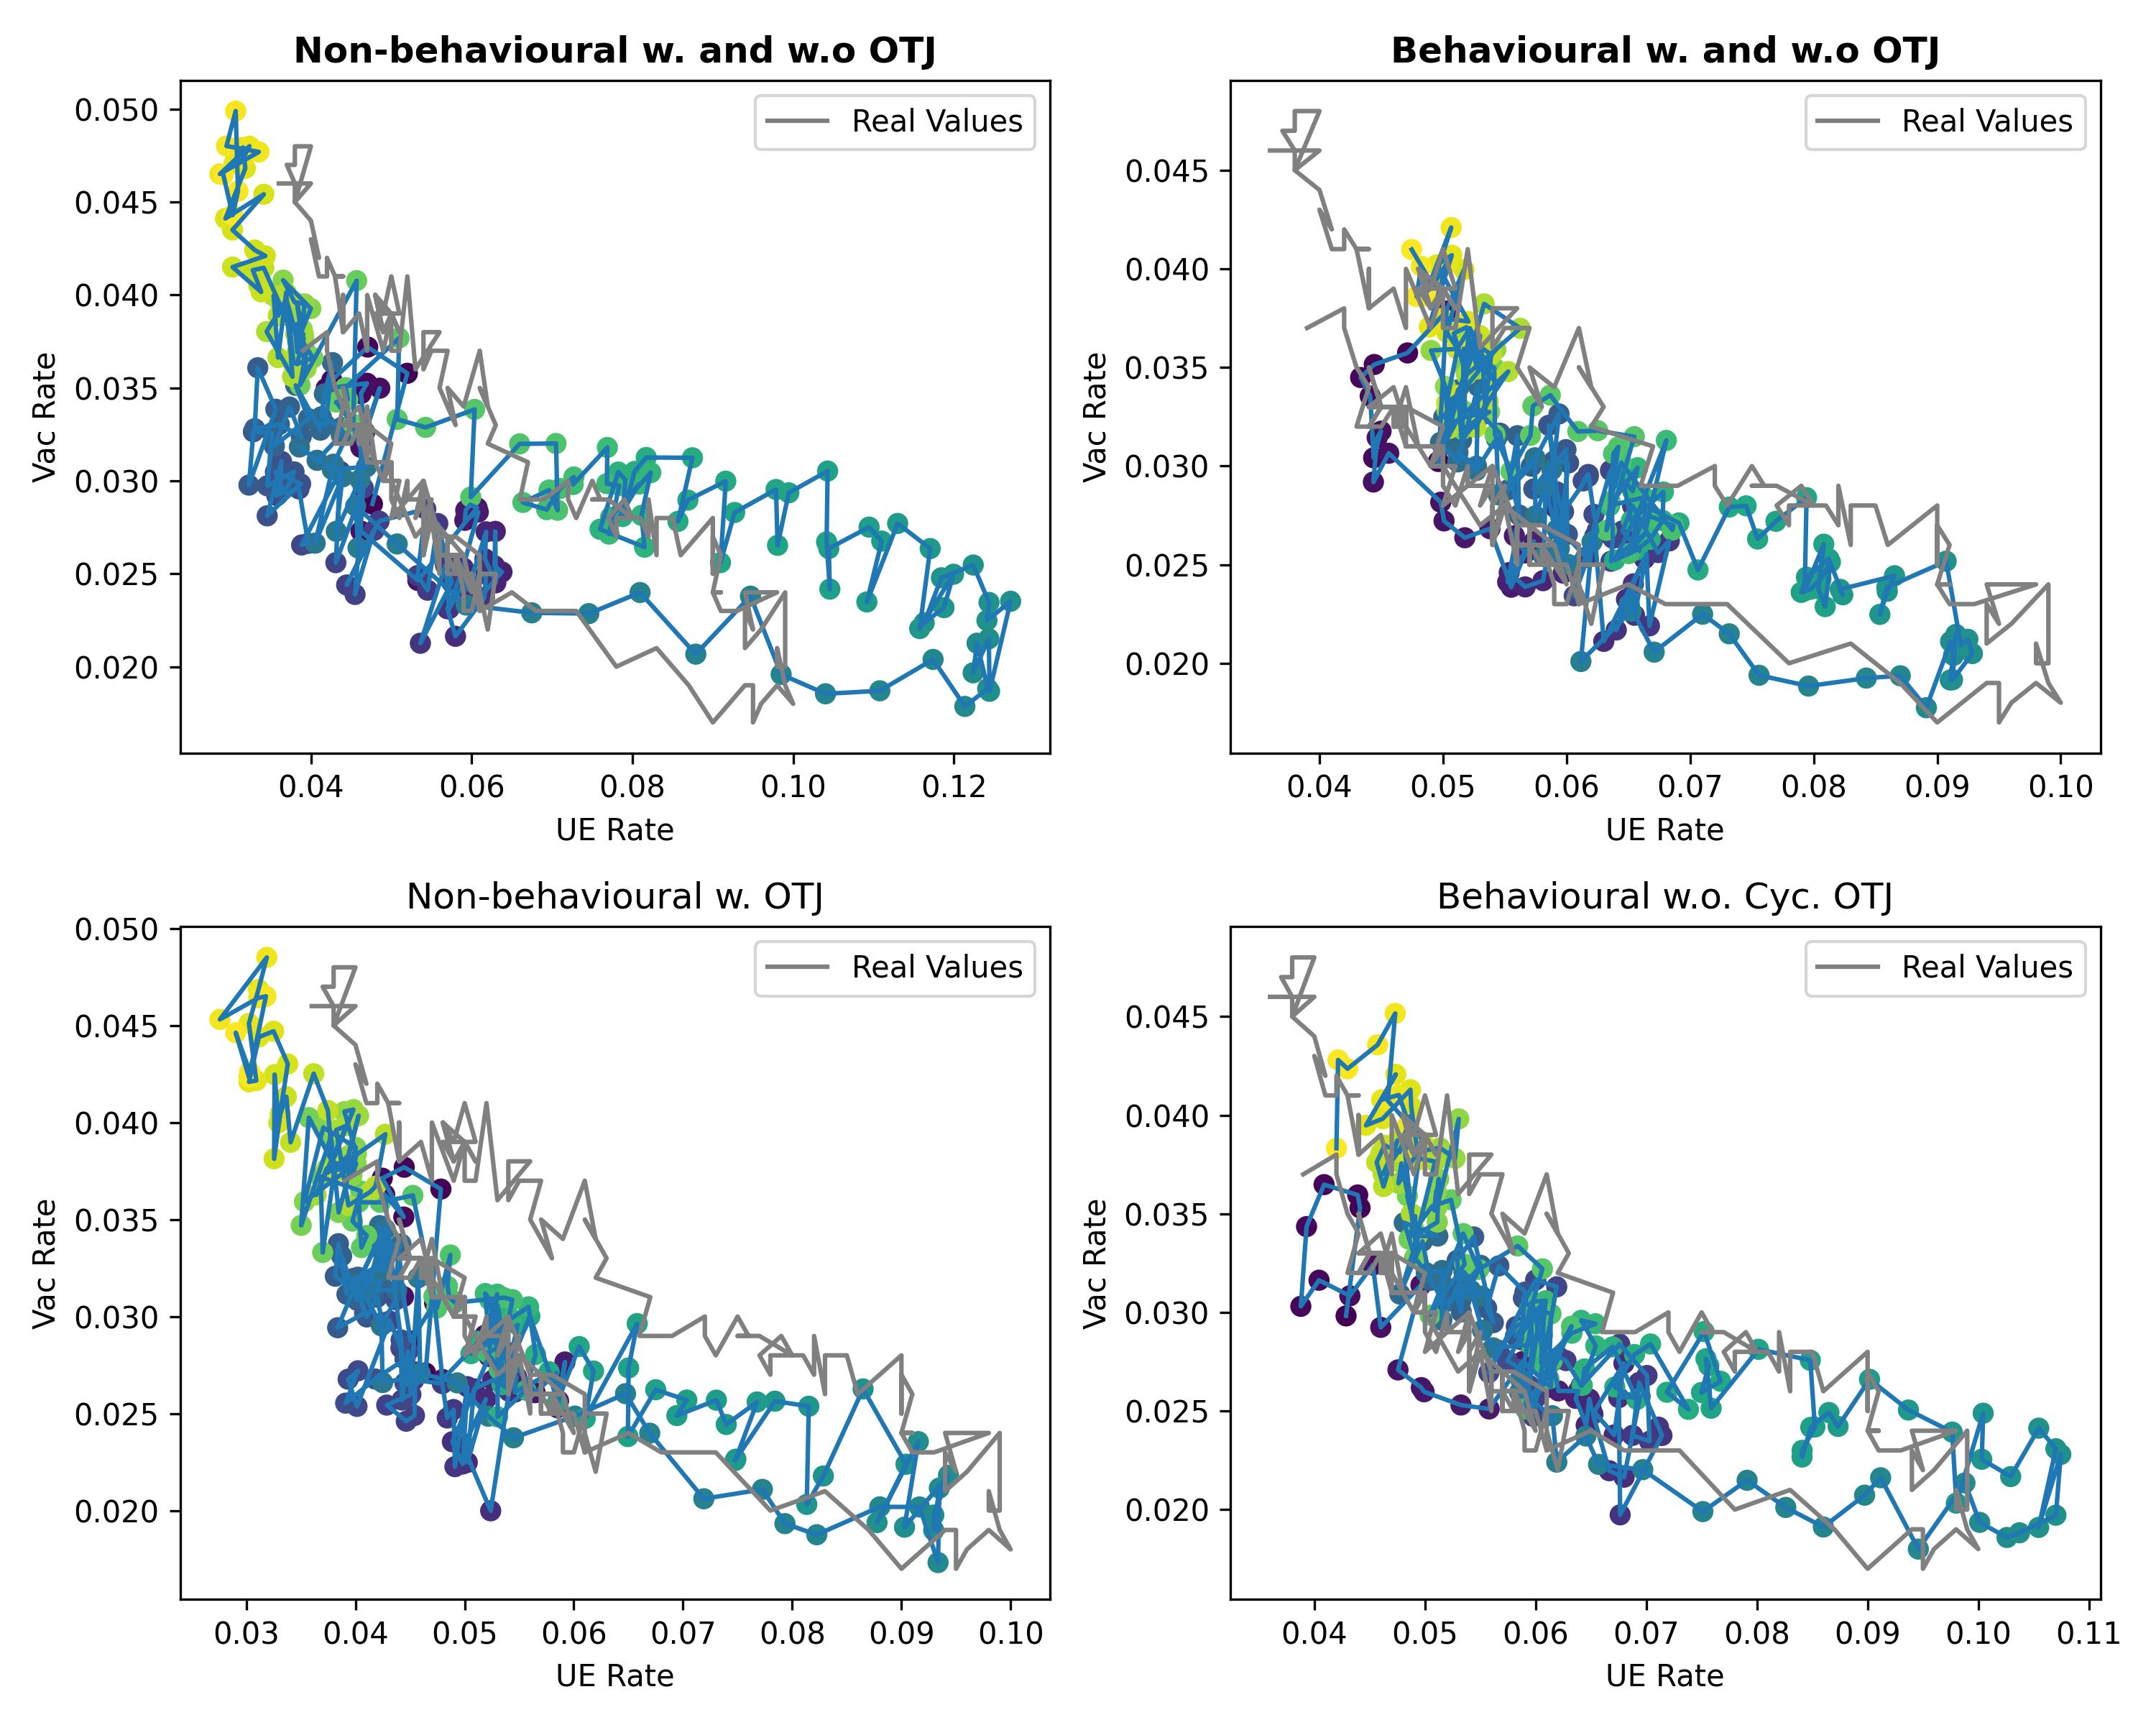 Non-behavioural w. and w.o OTJ
Real Values
0.050
0.045
0.040
0.035
0.030
0.025
0.020
Vac Rate
0.04 0.06 0.08 0.10 0.12
UE Rate
Behavioural w. and w.o OTJ
Real Values
0.045
0.040
0.035
0.030
0.025
0.020
Vac Rate
0.04 0.05 0.06 0.07 0.08 0.09 0.10
UE Rate
Non-behavioural w. OTJ
Real Values
0.050
0.045
0.040
0.035
0.030
0.025
0.020
Vac Rate
0.03 0.04 0.05 0.06 0.07 0.08 0.09 0.10
UE Rate
Behavioural w.o. Cyc. OTJ
Real Values
0.045
0.040
0.035
0.030
0.025
0.020
Vac Rate
0.04 0.05 0.06 0.07 0.08 0.09 0.10 0.11
UE Rate